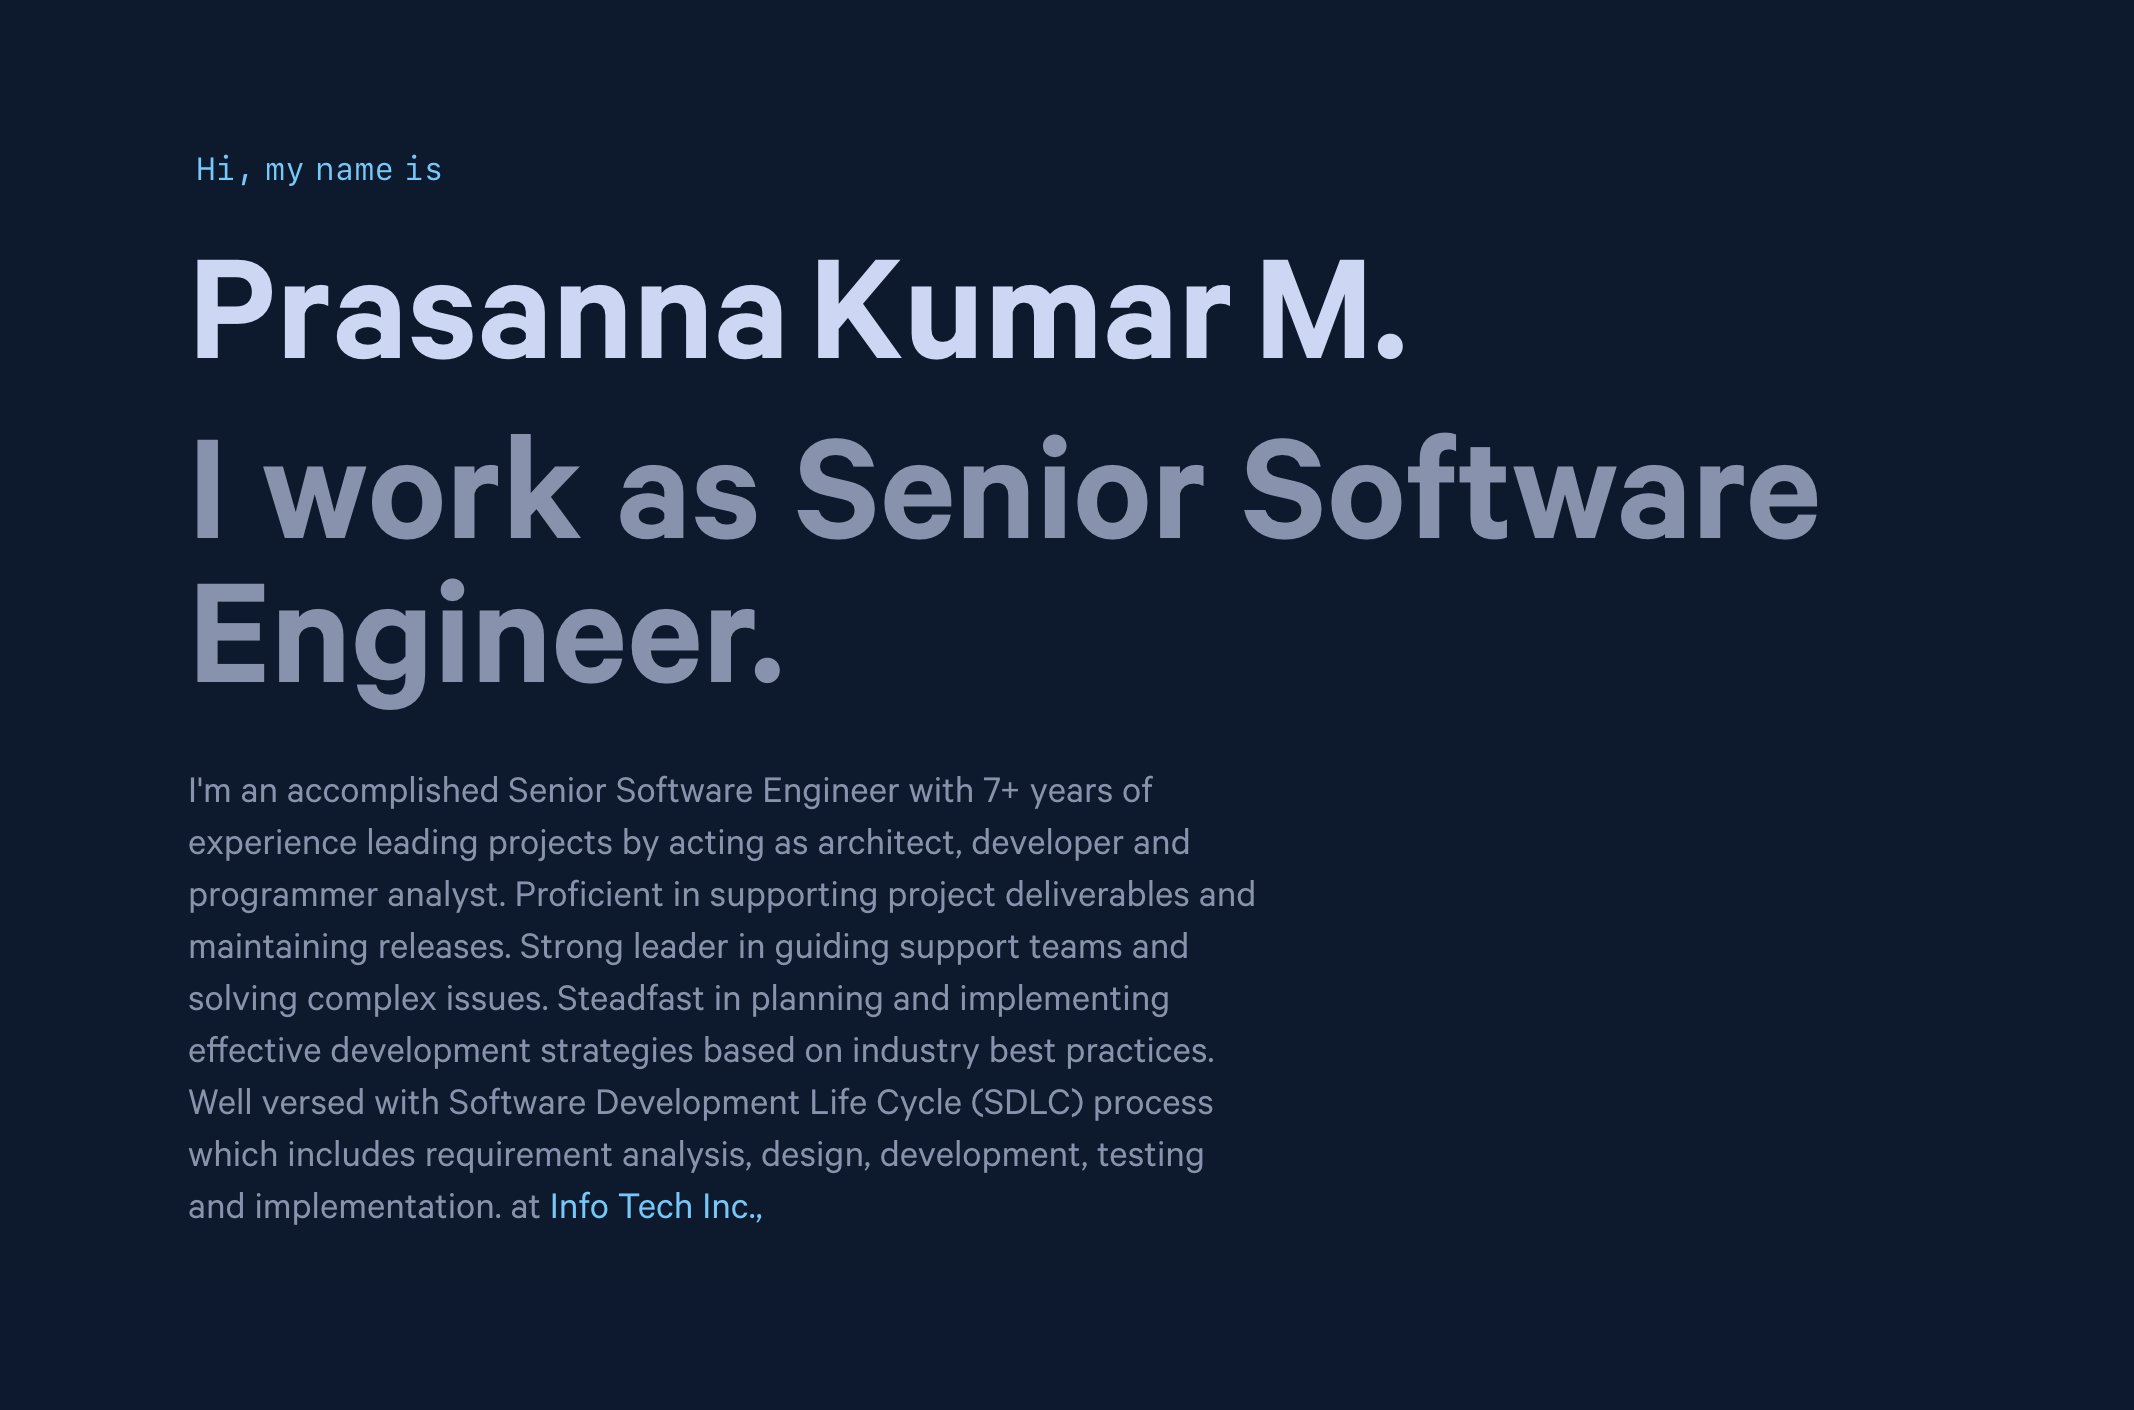 Hi, my name is
Prasanna Kumar M.
I work as Senior Software
Engineer.
I'm an accomplished Senior Software Engineer with 7+ years of
experience leading projects by acting as architect, developer and
programmer analyst. Proficient in supporting project deliverables and
maintaining releases. Strong leader in guiding support teams and
solving complex issues. Steadfast in planning and implementing
effective development strategies based on industry best practices.
Well versed with Software Development Life Cycle (SDLC) process
which includes requirement analysis, design, development, testing
and implementation. at Info Tech Inc.,